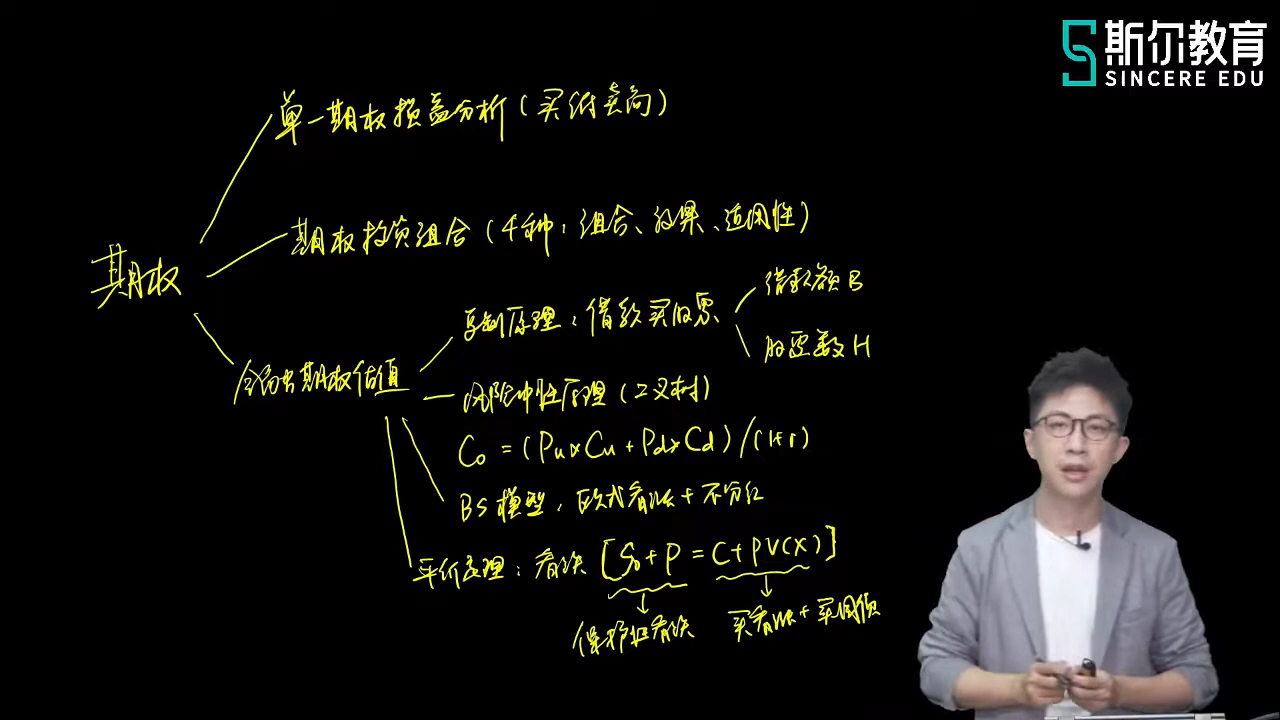 斯尔教育
SINCERE EDU
单一期权损益分析(买付卖向)
期权投资组合(4种:组合、效果、适用性)
期权
借款额B
复制原理:借款买股票
股票数H
金融期权估值
风险中性原理(二叉树)
C₀=(Pu×Cu+Pd×Cd)/(1+r)
BS模型:欧式看涨+不分红
平价定理:看跌[S₀+P=C+PV(X)]
保护性看跌
买看涨+买国债